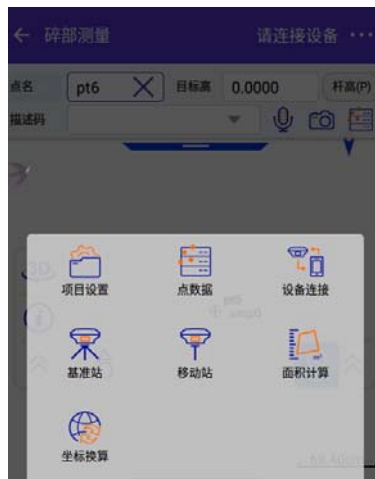 碎部测量 请连接设备 ···
点名 pt6 目标高 0.0000 杆高(P)
描述码
3D
项目设置 点数据 设备连接
基准站 移动站 面积计算
坐标换算